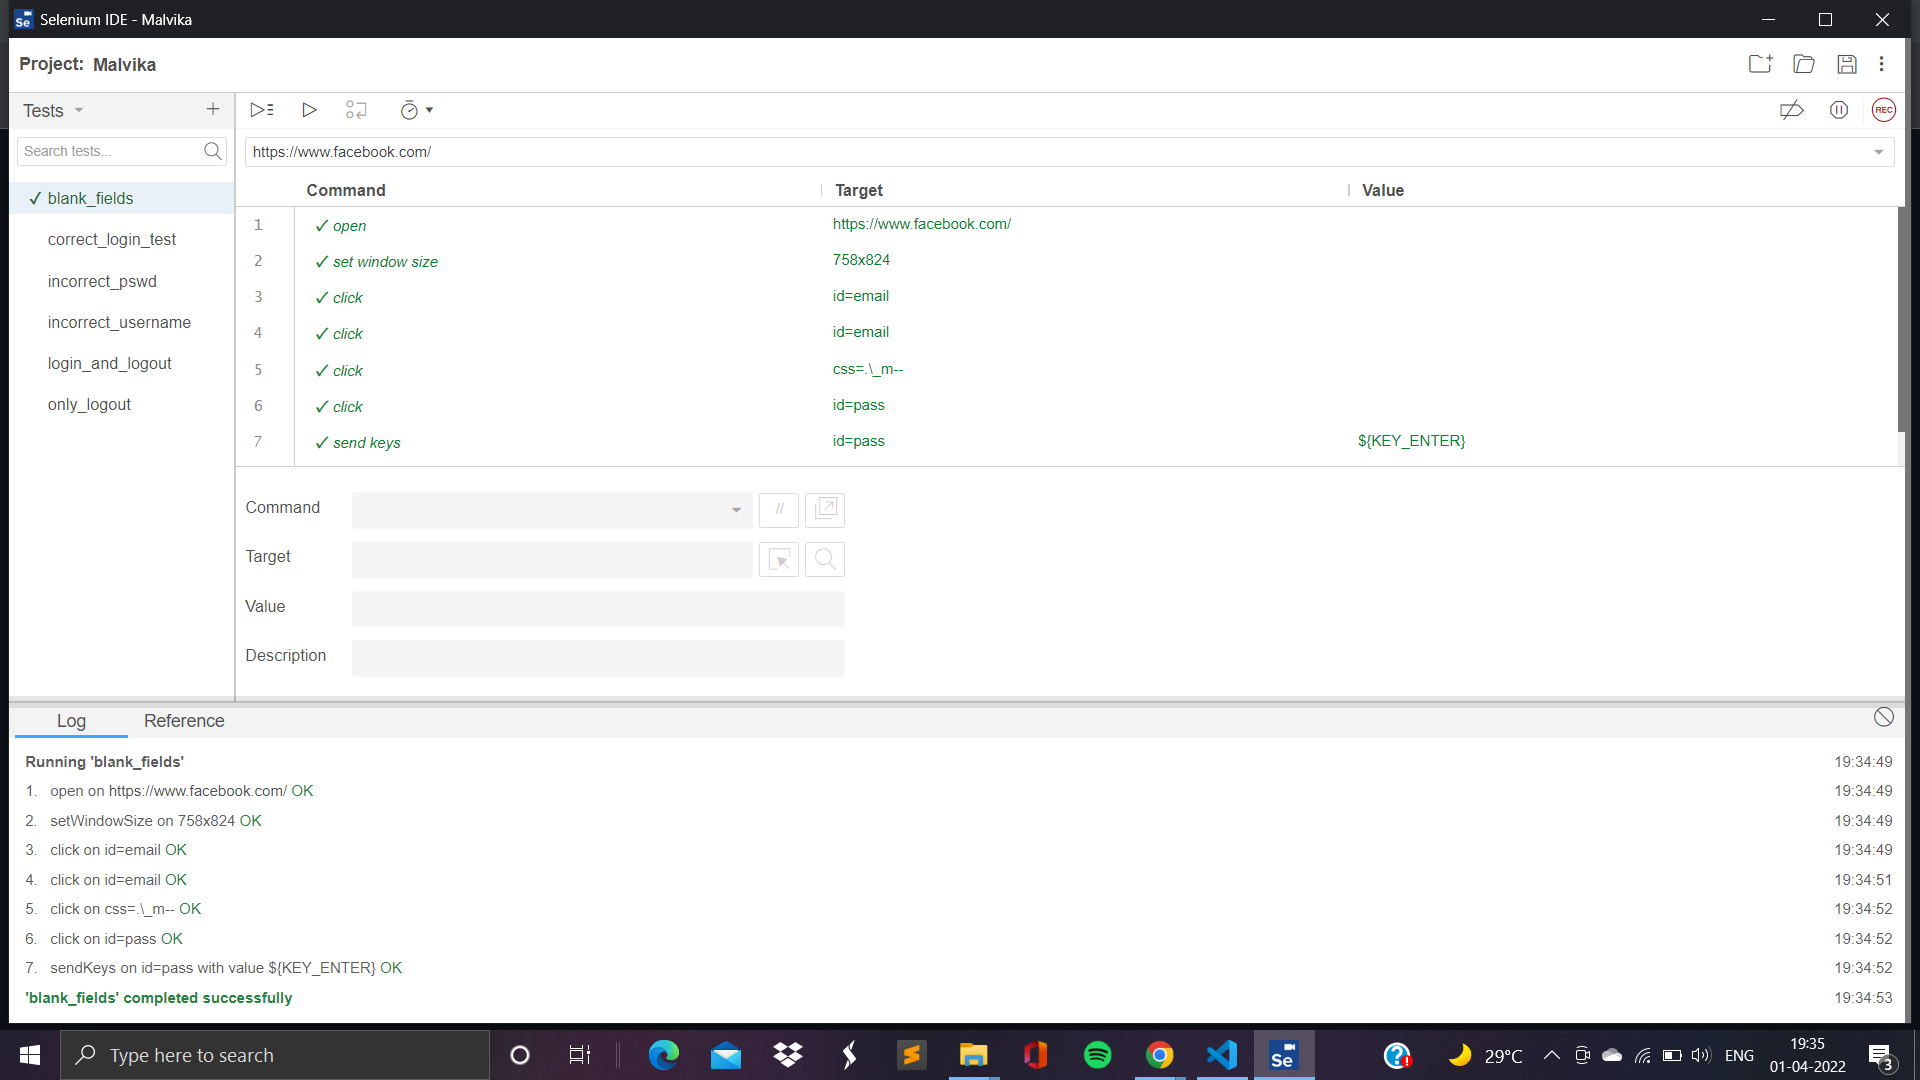 Selenium IDE - Malvika
Project: Malvika
Tests
Search tests...
✓ blank_fields
correct_login_test
incorrect_pswd
incorrect_username
login_and_logout
only_logout
REC
https://www.facebook.com/
Command Target Value
1 ✓ open https://www.facebook.com/
2 ✓ set window size 758x824
3 ✓ click id=email
4 ✓ click id=email
5 ✓ click css=.\_m--
6 ✓ click id=pass
7 ✓ send keys id=pass ${KEY_ENTER}
Command //
Target
Value
Description
Log Reference
Running 'blank_fields' 19:34:49
1. open on https://www.facebook.com/ OK 19:34:49
2. setWindowSize on 758x824 OK 19:34:49
3. click on id=email OK 19:34:49
4. click on id=email OK 19:34:51
5. click on css=.\_m-- OK 19:34:52
6. click on id=pass OK 19:34:52
7. sendKeys on id=pass with value ${KEY_ENTER} OK 19:34:52
'blank_fields' completed successfully 19:34:53
Type here to search
Se
29°C
ENG
19:35
01-04-2022
3